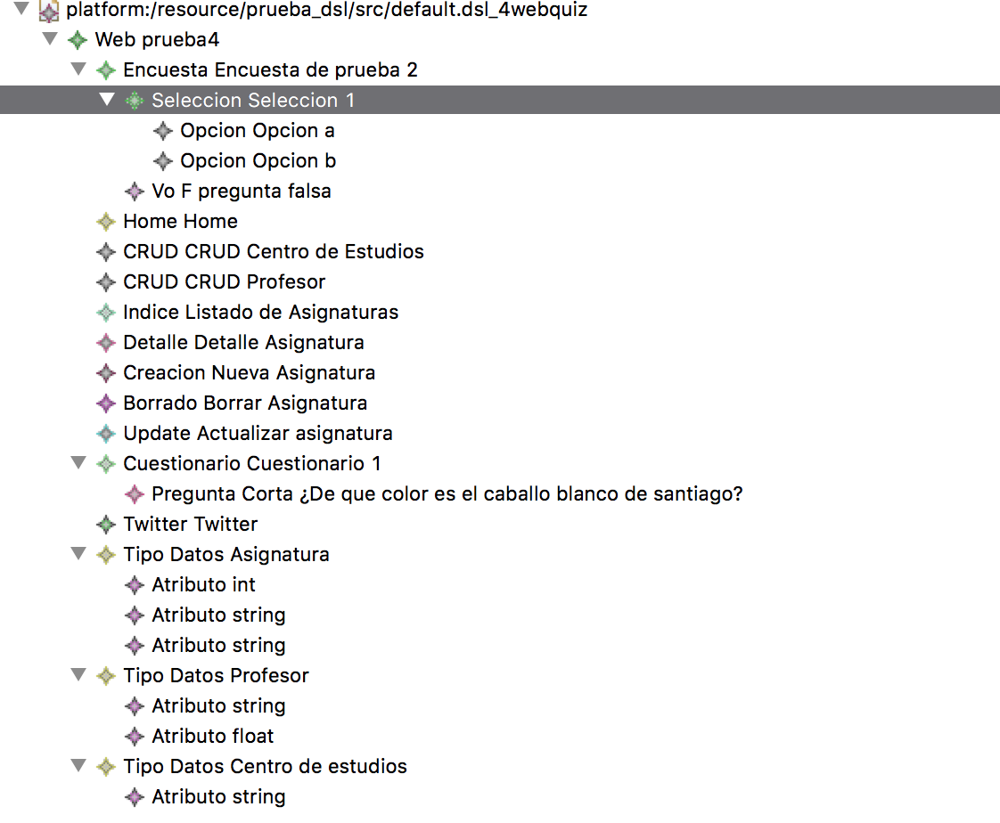 platform:/resource/prueba_dsl/src/default.dsl_4webquiz
Web prueba4
Encuesta Encuesta de prueba 2
Seleccion Seleccion 1
Opcion Opcion a
Opcion Opcion b
Vo F pregunta falsa
Home Home
CRUD CRUD Centro de Estudios
CRUD CRUD Profesor
Indice Listado de Asignaturas
Detalle Detalle Asignatura
Creacion Nueva Asignatura
Borrado Borrar Asignatura
Update Actualizar asignatura
Cuestionario Cuestionario 1
Pregunta Corta ¿De que color es el caballo blanco de santiago?
Twitter Twitter
Tipo Datos Asignatura
Atributo int
Atributo string
Atributo string
Tipo Datos Profesor
Atributo string
Atributo float
Tipo Datos Centro de estudios
Atributo string